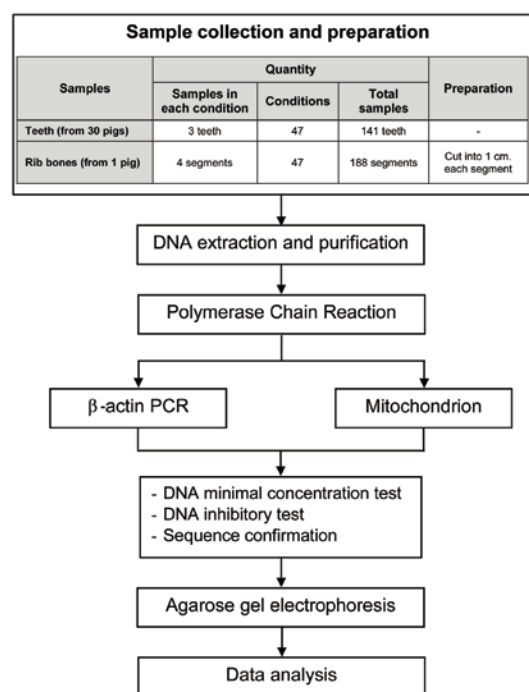 Sample collection and preparation
Samples
Quantity
Preparation
Samples in
each condition
Conditions
Total
samples
Teeth (from 30 pigs)
3 teeth
47
141 teeth
-
Rib bones (from 1 pig)
4 segments
47
188 segments
Cut into 1 cm.
each segment
DNA extraction and purification
Polymerase Chain Reaction
β-actin PCR
Mitochondrion
- DNA minimal concentration test
- DNA inhibitory test
- Sequence confirmation
Agarose gel electrophoresis
Data analysis